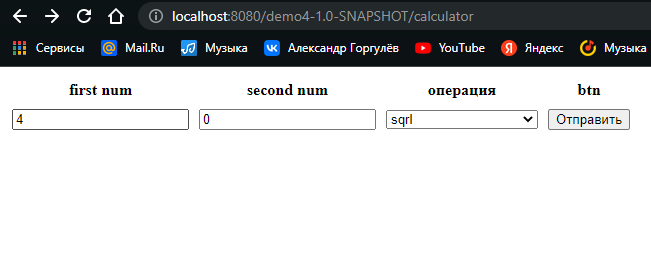 localhost:8080/demo4-1.0-SNAPSHOT/calculator
Сервисы Mail.Ru Музыка Александр Горгулёв YouTube Яндекс Музыка
first num second num операция btn
4 0 sqrl Отправить